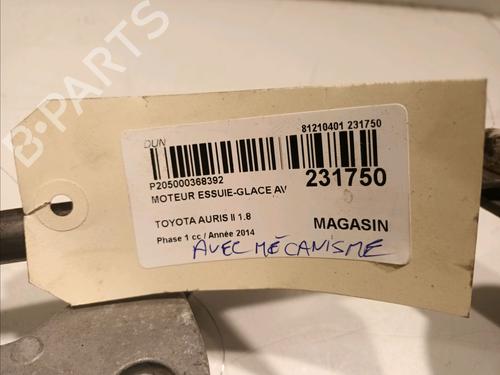 B-PARTS
DUN
81210401 231750
P205000368392
MOTEUR ESSUIE-GLACE AV
231750
TOYOTA AURIS II 1.8
MAGASIN
Phase 1 cc / Année 2014
AVEC MÉCANISME